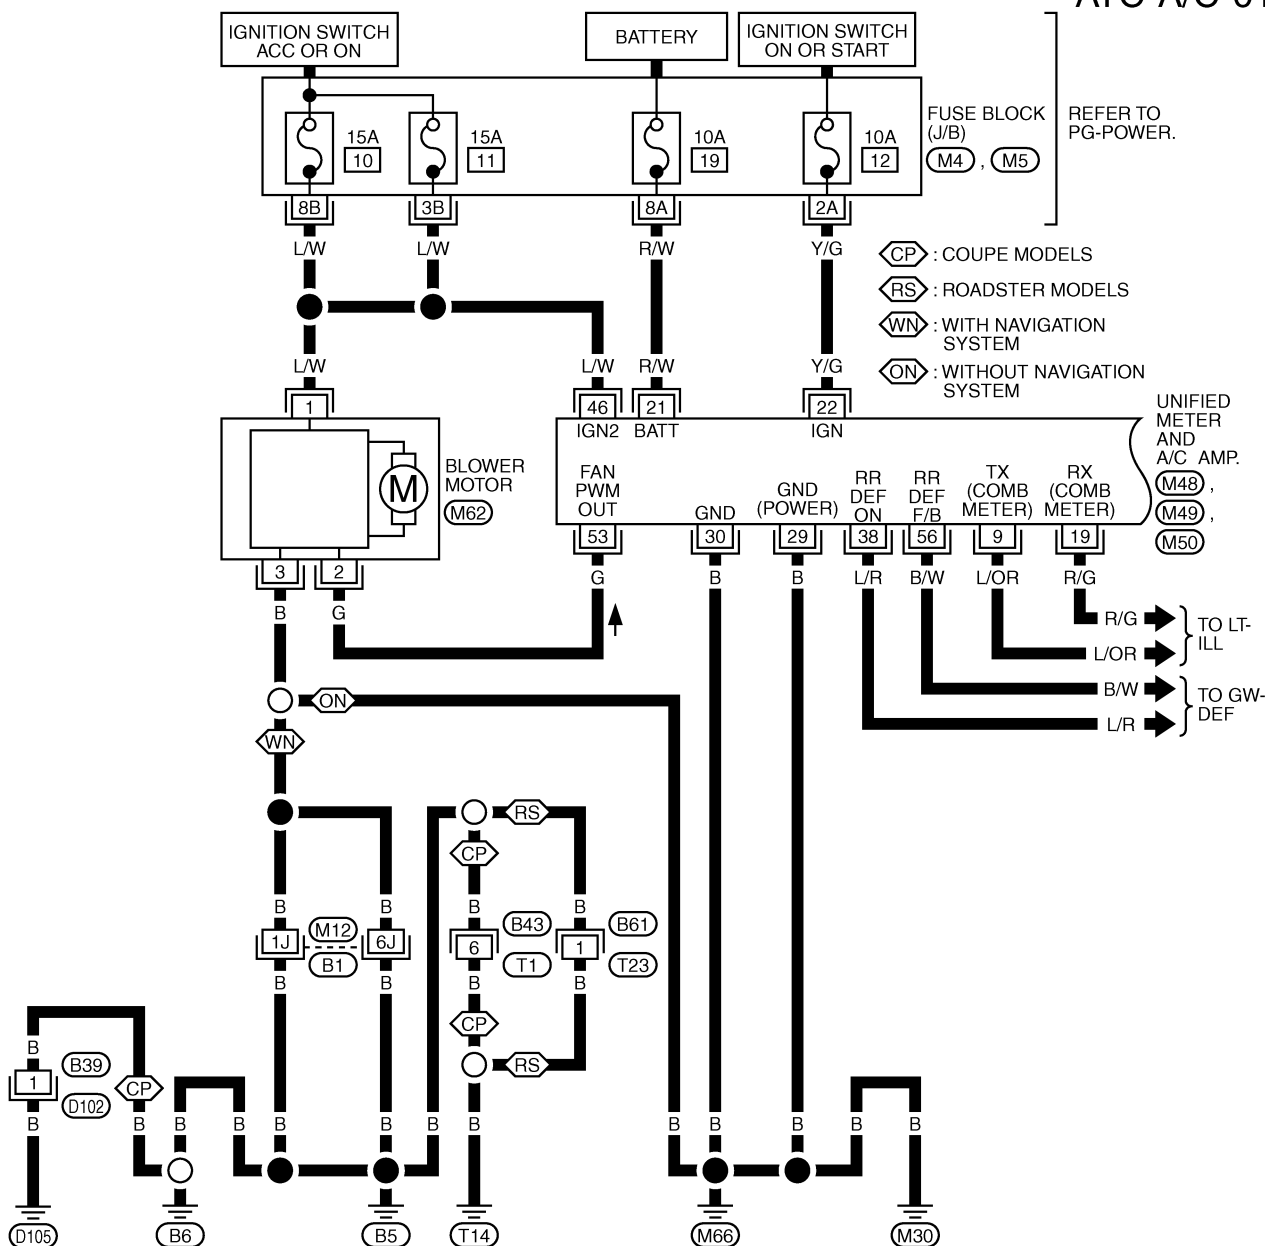 IGNITION SWITCH
ACC OR ON
BATTERY
IGNITION SWITCH
ON OR START
15A
10
15A
11
10A
19
10A
12
FUSE BLOCK
(J/B)
M4 , M5
REFER TO
PG-POWER.
8B
3B
8A
2A
L/W
L/W
R/W
Y/G
CP : COUPE MODELS
RS : ROADSTER MODELS
WN : WITH NAVIGATION
SYSTEM
ON : WITHOUT NAVIGATION
SYSTEM
L/W
L/W
R/W
Y/G
1
46
21
22
IGN2
BATT
IGN
UNIFIED
METER
AND
A/C AMP.
M48 ,
M49 ,
M50
M
BLOWER
MOTOR
M62
FAN
PWM
OUT
GND
GND
(POWER)
RR
DEF
ON
RR
DEF
F/B
TX
(COMB
METER)
RX
(COMB
METER)
53
30
29
38
56
9
19
3
2
G
B
B
L/R
B/W
L/OR
R/G
B
G
R/G
L/OR
TO LT-
ILL
B/W
L/R
TO GW-
DEF
ON
WN
RS
CP
B
B
B
B
1J
M12
B1
6J
6
B43
T1
1
B61
T23
B
B
B
B
CP
RS
B
1
B39
D102
CP
B
B
B
B
B
B
B
B
B
B
B
B
B
D105
B6
B5
T14
M66
M30